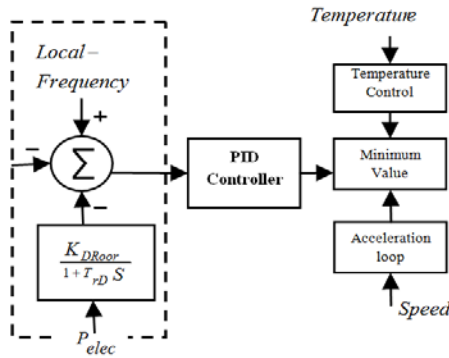 Temperature
Local–
Frequency
Temperature
Control
+
−
Σ
PID
Controller
Minimum
Value
−
K_DRoor
1+T_rD S
Acceleration
loop
P_elec
Speed